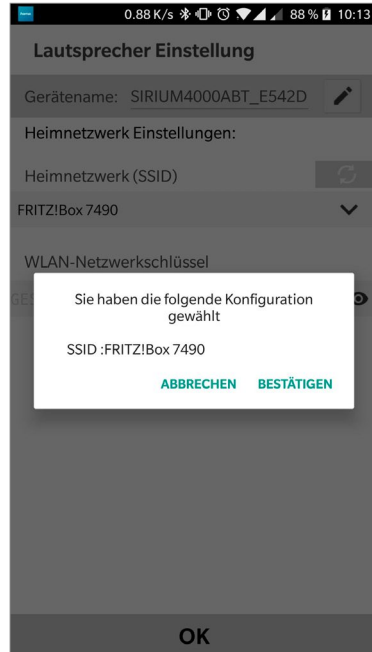 0.88 K/s 88 % 10:13
Lautsprecher Einstellung
Gerätename: SIRIUM4000ABT_E542D
Heimnetzwerk Einstellungen:
Heimnetzwerk (SSID)
FRITZ!Box 7490
WLAN-Netzwerkschlüssel
Sie haben die folgende Konfiguration
gewählt
SSID :FRITZ!Box 7490
ABBRECHEN BESTÄTIGEN
OK